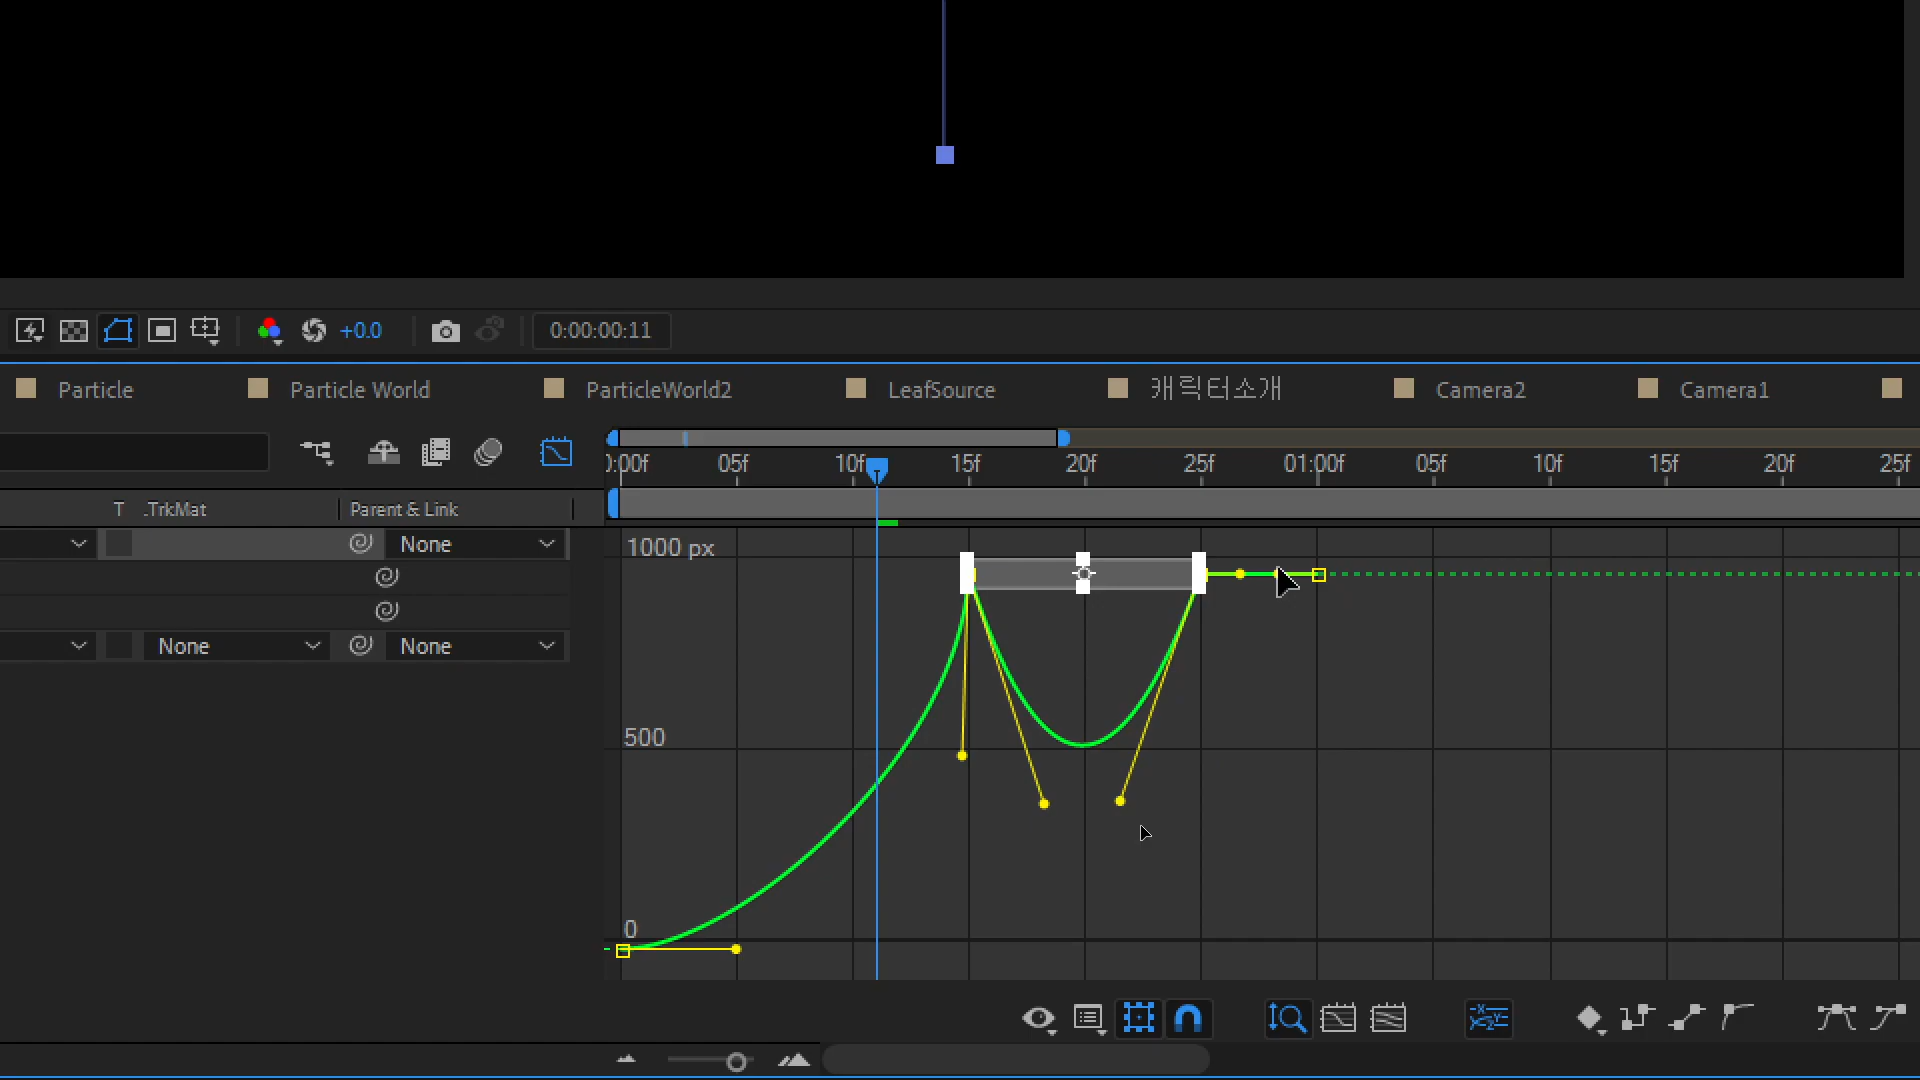 +0.0
0:00:00:11
Particle
Particle World
ParticleWorld2
LeafSource
캐릭터소개
Camera2
Camera1
0:00f 05f 10f 15f 20f 25f 01:00f 05f 10f 15f 20f 25f
T .TrkMat Parent & Link
None
1000 px
None None
500
0